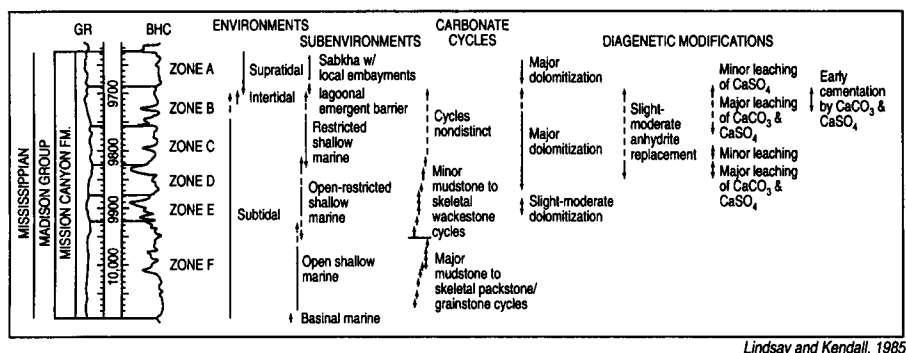 GR BHC
ENVIRONMENTS
SUBENVIRONMENTS
CARBONATE
CYCLES
DIAGENETIC MODIFICATIONS
MISSISSIPPIAN
MADISON GROUP
MISSION CANYON FM.
9700
9800
9900
10,000
ZONE A
ZONE B
ZONE C
ZONE D
ZONE E
ZONE F
Supratidal
Intertidal
Subtidal
Sabkha w/
local embayments
lagoonal
emergent barrier
Restricted
shallow
marine
Open-restricted
shallow
marine
Open shallow
marine
Basinal marine
Cycles
nondistinct
Minor
mudstone to
skeletal
wackestone
cycles
Major
mudstone to
skeletal packstone/
grainstone cycles
Major
dolomitization
Major
dolomitization
Slight-moderate
dolomitization
Slight-
moderate
anhydrite
replacement
Minor leaching
of CaSO₄
Major leaching
of CaCO₃ &
CaSO₄
Minor leaching
Major leaching
of CaCO₃ &
CaSO₄
Early
cementation
by CaCO₃ &
CaSO₄
Lindsay and Kendall, 1985